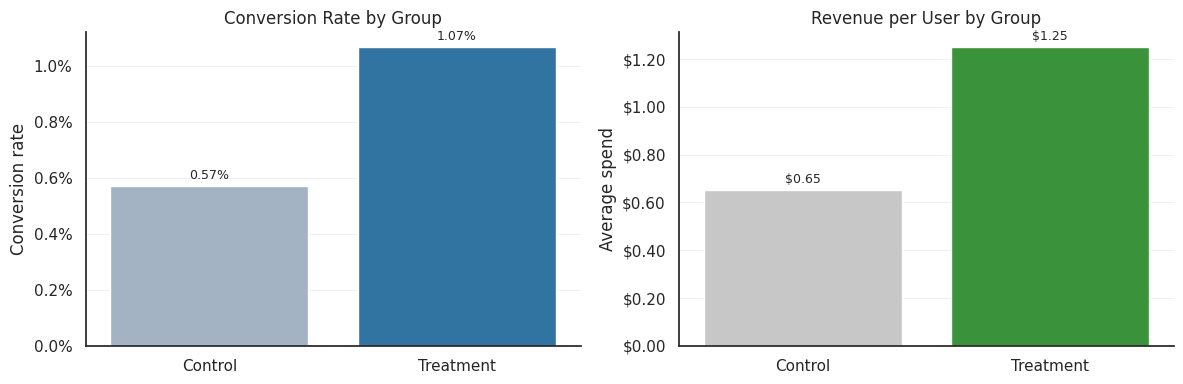 Conversion Rate by Group
Conversion rate
1.0%
0.8%
0.6%
0.4%
0.2%
0.0%
0.57%
1.07%
Control
Treatment
Revenue per User by Group
Average spend
$1.20
$1.00
$0.80
$0.60
$0.40
$0.20
$0.00
$0.65
$1.25
Control
Treatment